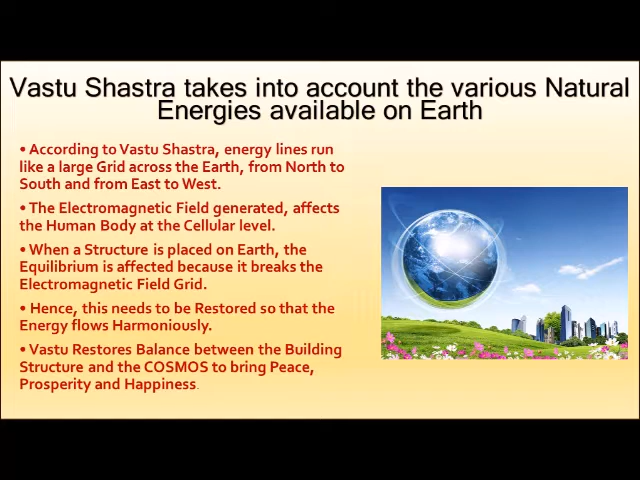 Vastu Shastra takes into account the various Natural
Energies available on Earth
• According to Vastu Shastra, energy lines run
like a large Grid across the Earth, from North to
South and from East to West.
• The Electromagnetic Field generated, affects
the Human Body at the Cellular level.
• When a Structure is placed on Earth, the
Equilibrium is affected because it breaks the
Electromagnetic Field Grid.
• Hence, this needs to be Restored so that the
Energy flows Harmoniously.
• Vastu Restores Balance between the Building
Structure and the COSMOS to bring Peace,
Prosperity and Happiness.